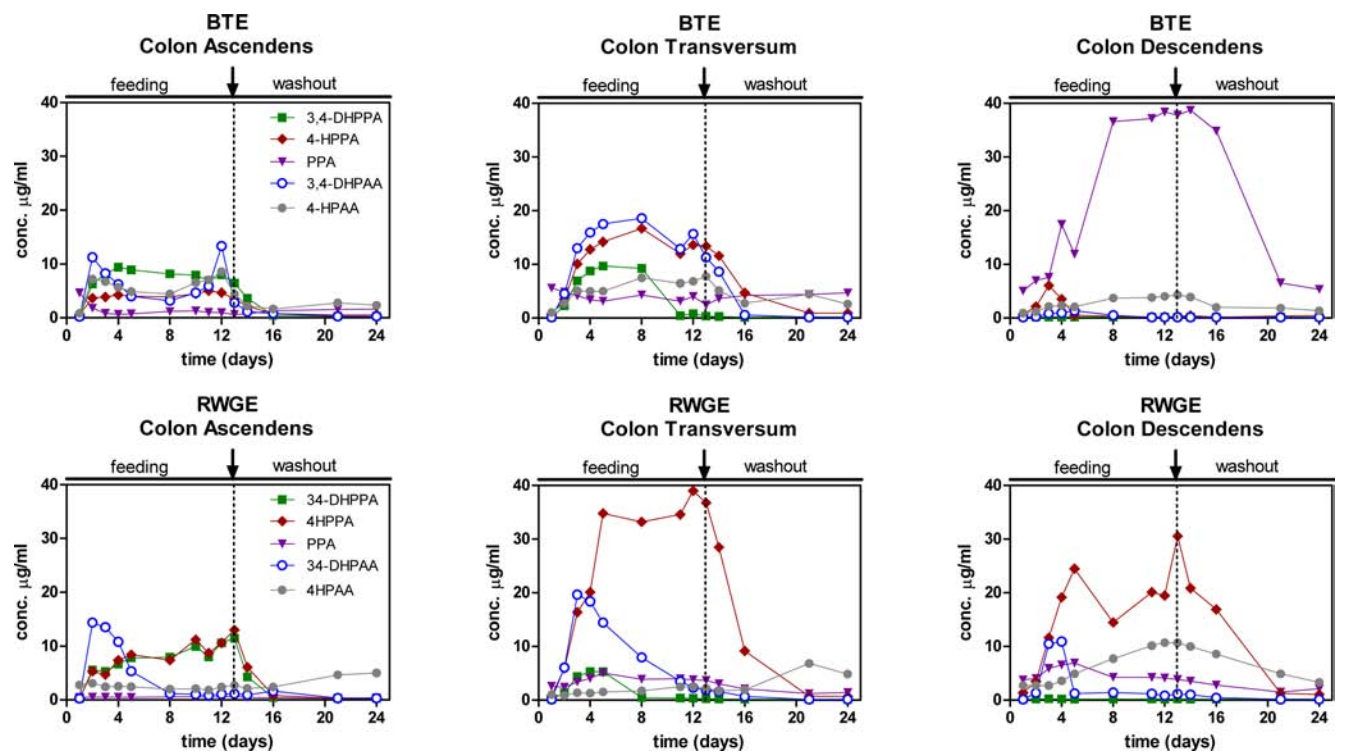 BTE
Colon Ascendens
feeding
washout
conc. µg/ml
40
30
20
10
0
3,4-DHPPA
4-HPPA
PPA
3,4-DHPAA
4-HPAA
0 4 8 12 16 20 24
time (days)
BTE
Colon Transversum
feeding
washout
conc. µg/ml
40
30
20
10
0
0 4 8 12 16 20 24
time (days)
BTE
Colon Descendens
feeding
washout
conc. µg/ml
40
30
20
10
0
0 4 8 12 16 20 24
time (days)
RWGE
Colon Ascendens
feeding
washout
conc. µg/ml
40
30
20
10
0
34-DHPPA
4HPPA
PPA
34-DHPAA
4HPAA
0 4 8 12 16 20 24
time (days)
RWGE
Colon Transversum
feeding
washout
conc. µg/ml
40
30
20
10
0
0 4 8 12 16 20 24
time (days)
RWGE
Colon Descendens
feeding
washout
conc. µg/ml
40
30
20
10
0
0 4 8 12 16 20 24
time (days)